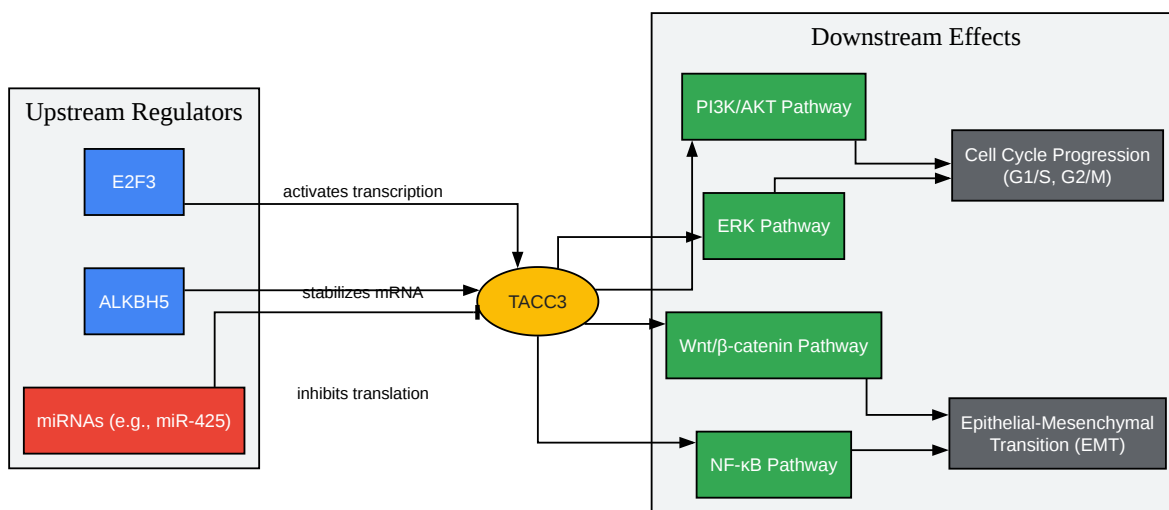 Upstream Regulators
E2F3
ALKBH5
miRNAs (e.g., miR-425)
activates transcription
stabilizes mRNA
inhibits translation
TACC3
Downstream Effects
PI3K/AKT Pathway
ERK Pathway
Wnt/β-catenin Pathway
NF-κB Pathway
Cell Cycle Progression
(G1/S, G2/M)
Epithelial-Mesenchymal
Transition (EMT)